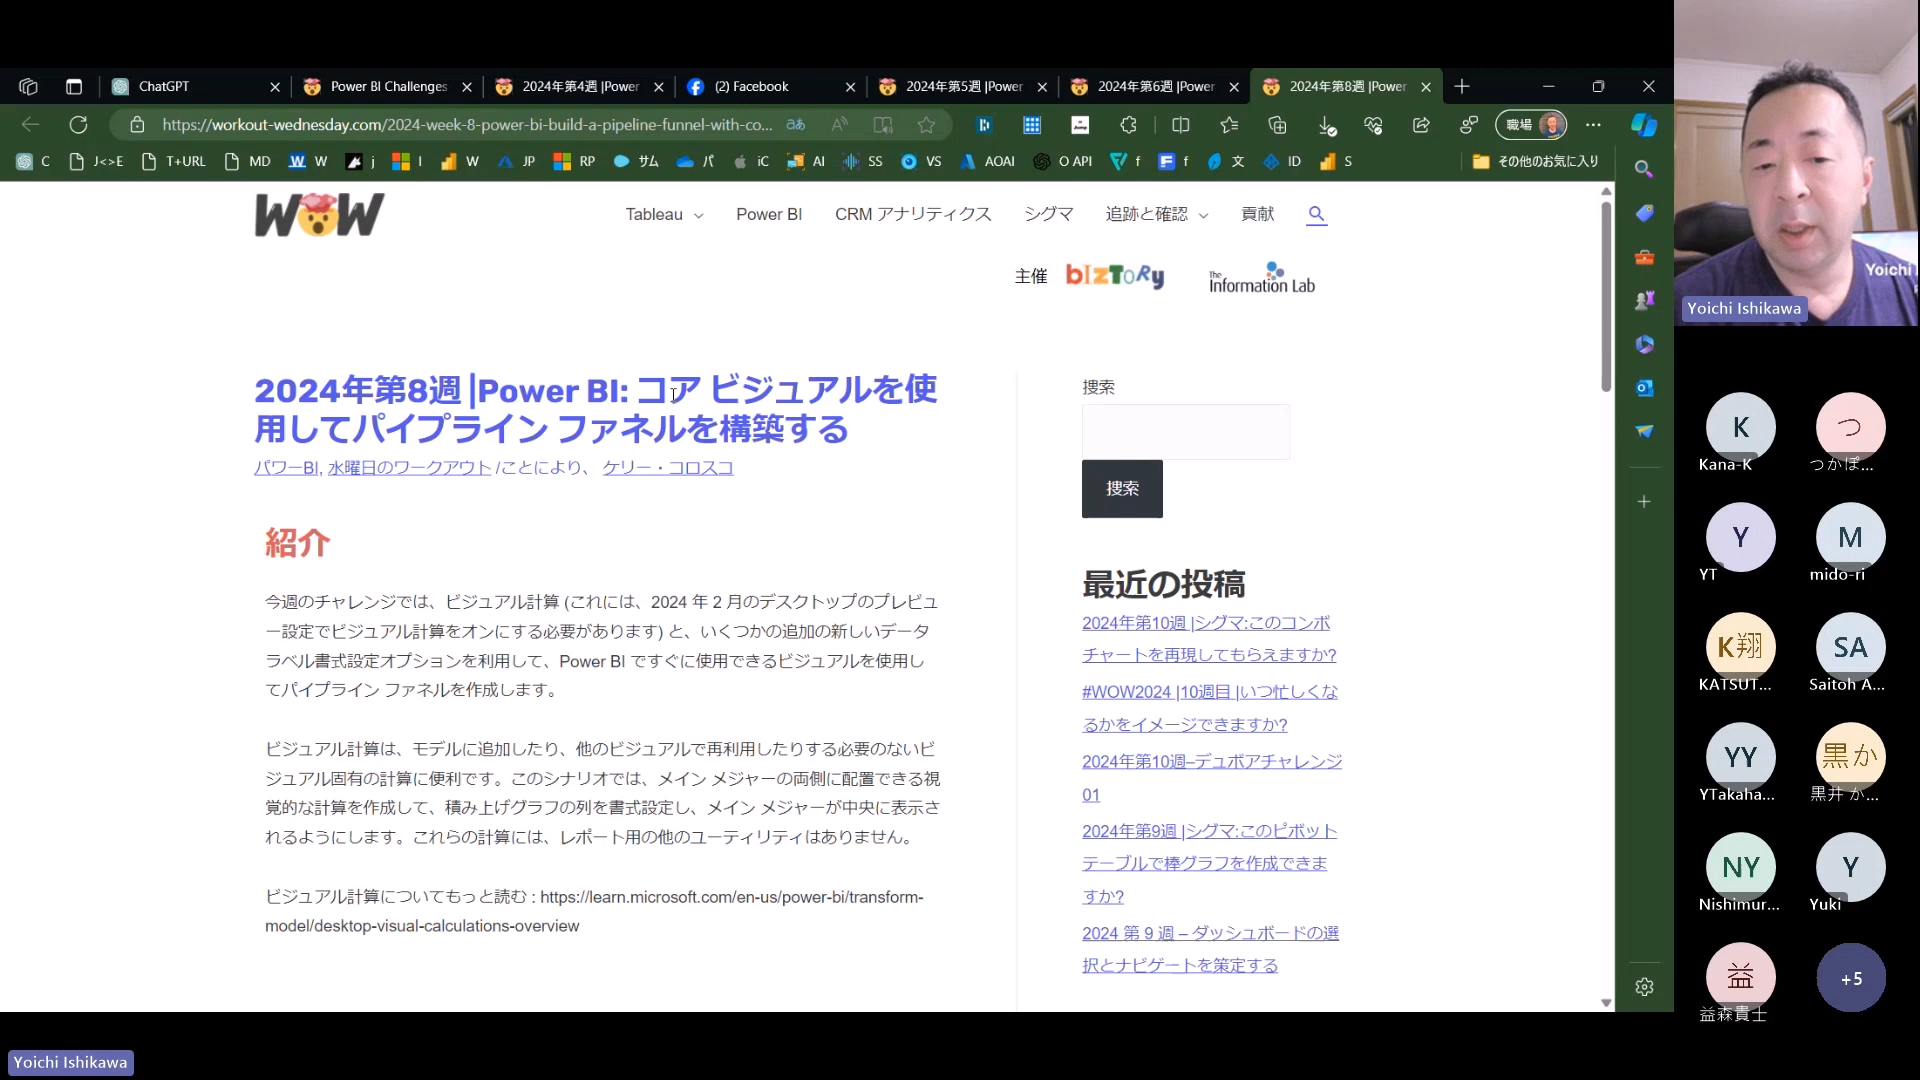 ChatGPT
Power BI Challenges
2024年第4週 |Power
(2) Facebook
2024年第5週 |Power
2024年第6週 |Power
2024年第8週 |Power
https://workout-wednesday.com/2024-week-8-power-bi-build-a-pipeline-funnel-with-co...
職場
C
J<>E
T+URL
MD
W
j
I
W
JP
RP
サム
パ
iC
AI
SS
VS
AOAI
O API
f
f
文
ID
S
その他のお気に入り
WOW
Tableau
Power BI
CRM アナリティクス
シグマ
追跡と確認
貢献
主催
bIzToRy
The Information Lab
2024年第8週 |Power BI: コア ビジュアルを使
用してパイプライン ファネルを構築する
パワーBI, 水曜日のワークアウト /ことにより、 ケリー・コロスコ
紹介
今週のチャレンジでは、ビジュアル計算 (これには、2024 年 2 月のデスクトップのプレビュ
ー設定でビジュアル計算をオンにする必要があります) と、いくつかの追加の新しいデータ
ラベル書式設定オプションを利用して、Power BI ですぐに使用できるビジュアルを使用し
てパイプライン ファネルを作成します。
ビジュアル計算は、モデルに追加したり、他のビジュアルで再利用したりする必要のないビ
ジュアル固有の計算に便利です。このシナリオでは、メイン メジャーの両側に配置できる視
覚的な計算を作成して、積み上げグラフの列を書式設定し、メイン メジャーが中央に表示さ
れるようにします。これらの計算には、レポート用の他のユーティリティはありません。
ビジュアル計算についてもっと読む : https://learn.microsoft.com/en-us/power-bi/transform-
model/desktop-visual-calculations-overview
捜索
捜索
最近の投稿
2024年第10週 |シグマ:このコンボ
チャートを再現してもらえますか?
#WOW2024 |10週目 |いつ忙しくな
るかをイメージできますか?
2024年第10週–デュボアチャレンジ
01
2024年第9週 |シグマ:このピボット
テーブルで棒グラフを作成できま
すか?
2024 第 9 週 – ダッシュボードの選
択とナビゲートを策定する
Yoichi
Yoichi Ishikawa
K
Kana-K
つ
つかぽ...
Y
YT
M
mido-ri
K翔
KATSUT...
SA
Saitoh A...
YY
YTakaha...
黒か
黒井 か...
NY
Nishimur...
Y
Yuki
益
益森貴士
+5
Yoichi Ishikawa